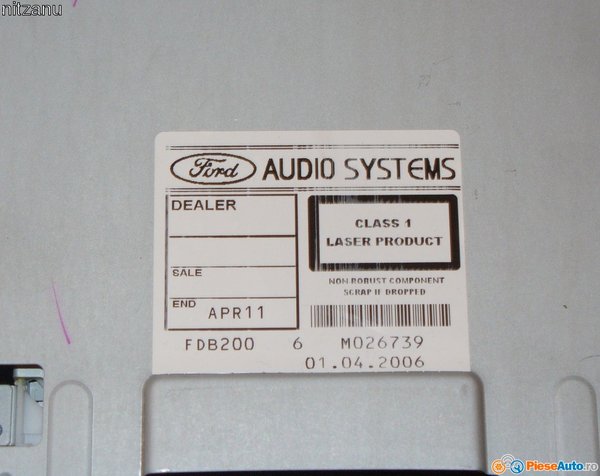 nitzanu
Ford AUDIO SYSTEMS
DEALER
SALE
END APR11
CLASS 1
LASER PRODUCT
NON ROBUST COMPONENT
SCRAP IF DROPPED
FDB200 6 M026739
01.04.2006
PieseAuto.ro